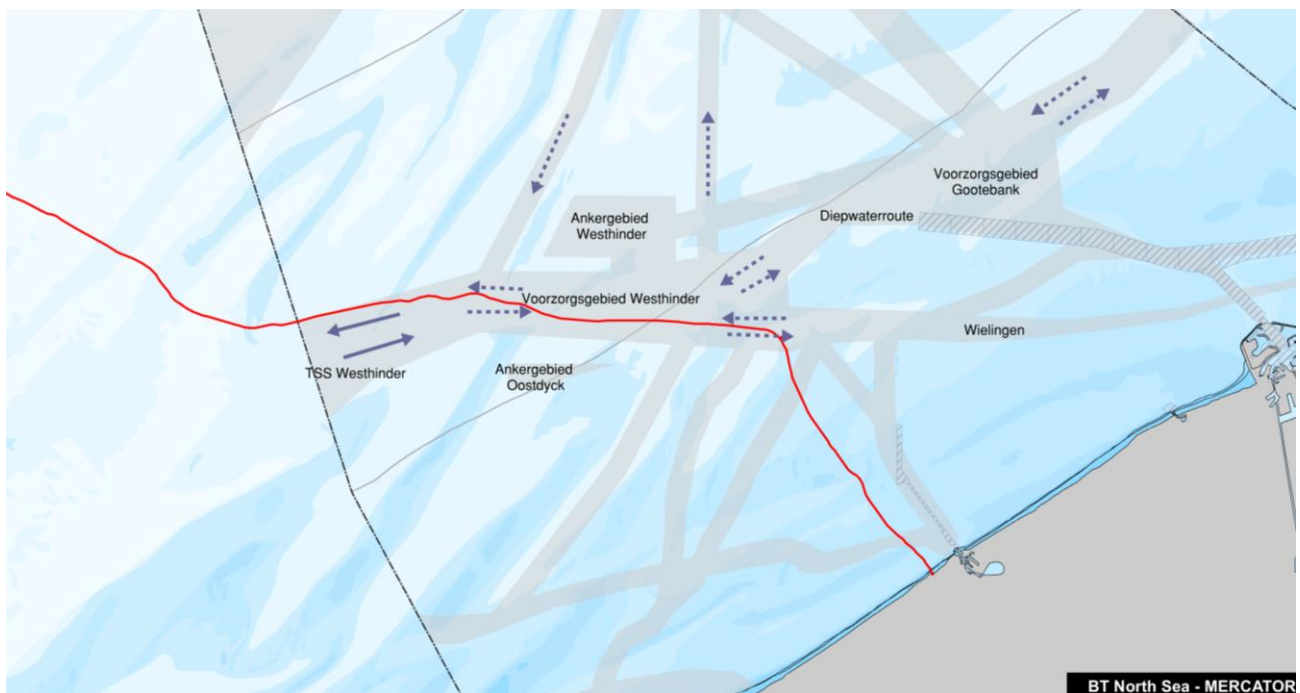 Voorzorgsgebied
Gootebank
Ankergebied
Westhinder
Diepwaterroute
Voorzorgsgebied Westhinder
Wielingen
TSS Westhinder
Ankergebied
Oostdyck
BT North Sea - MERCATOR